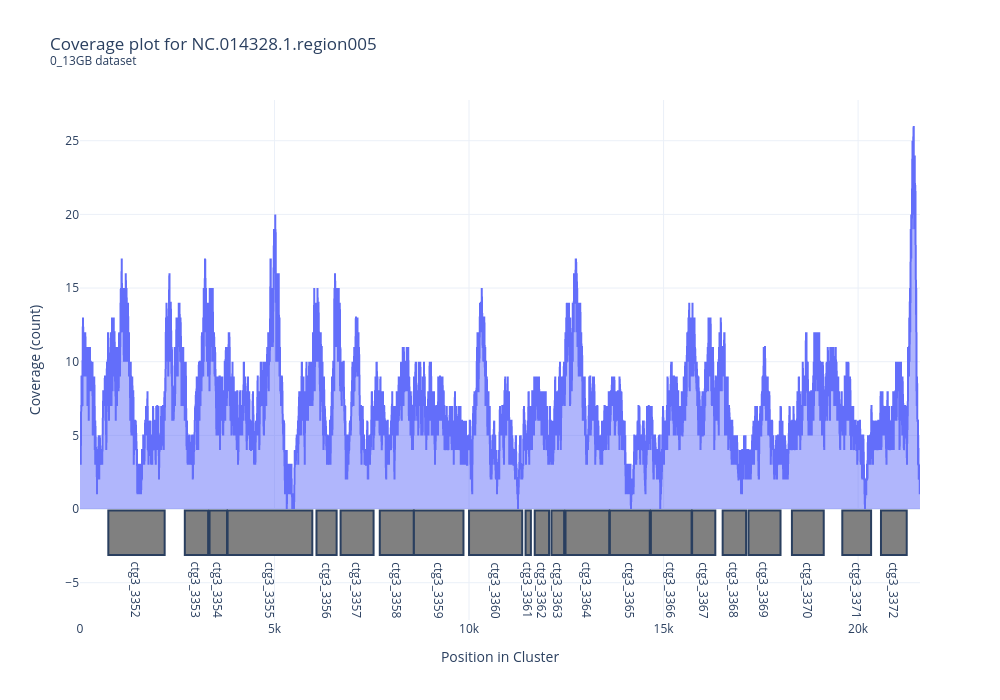 Coverage plot for NC.014328.1.region005
0_13GB dataset
25
20
15
10
5
0
−5
Coverage (count)
ctg3_3352
ctg3_3353
ctg3_3354
ctg3_3355
ctg3_3356
ctg3_3357
ctg3_3358
ctg3_3359
ctg3_3360
ctg3_3361
ctg3_3362
ctg3_3363
ctg3_3364
ctg3_3365
ctg3_3366
ctg3_3367
ctg3_3368
ctg3_3369
ctg3_3370
ctg3_3371
ctg3_3372
0
5k
10k
15k
20k
Position in Cluster